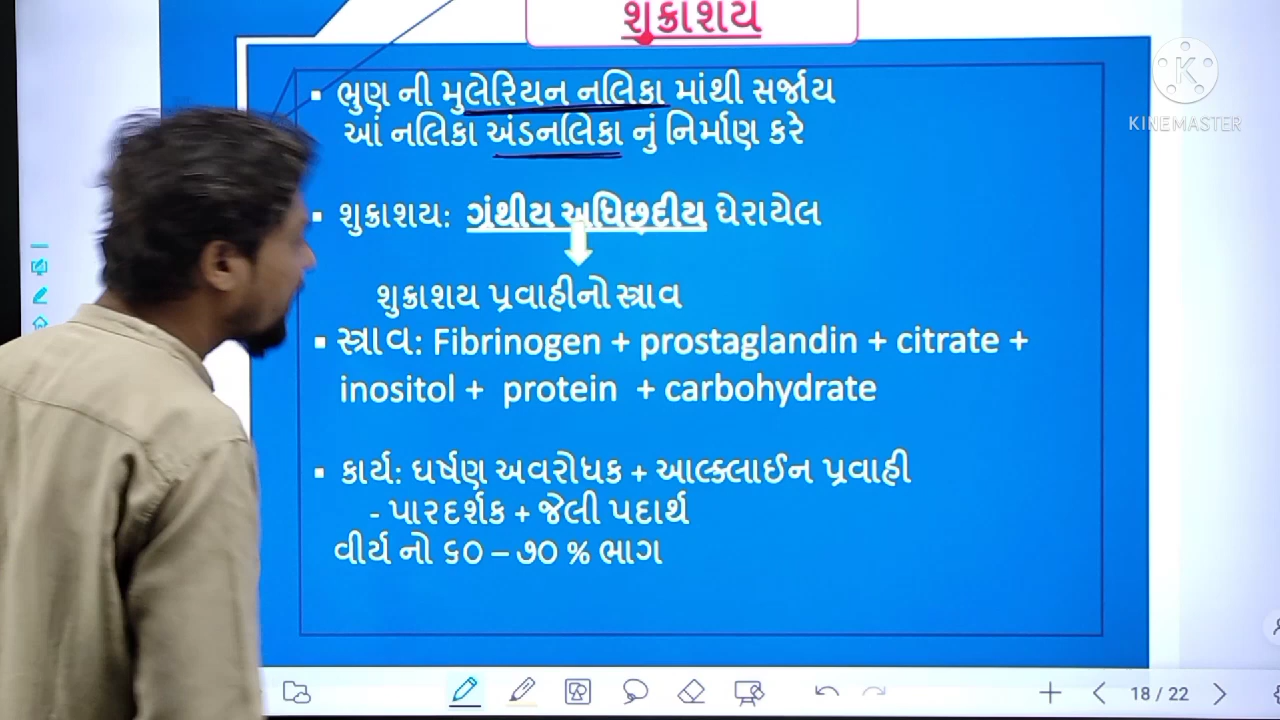 શુક્રાશય
▪ ભુણ ની મુલેરિયન નલિકા માંથી સર્જાય
આં નલિકા અંડનલિકા નું નિર્માણ કરે
▪ શુક્રાશય: ગ્રંથીય અધિછદીય ઘેરાયેલ
શુક્રાશય પ્રવાહીનો સ્ત્રાવ
▪ સ્ત્રાવ: Fibrinogen + prostaglandin + citrate +
inositol + protein + carbohydrate
▪ કાર્ય: ઘર્ષણ અવરોધક + આલ્ક્લાઈન પ્રવાહી
- પારદર્શક + જેલી પદાર્થ
વીર્ય નો ૬૦ – ૭૦ % ભાગ
K
KINEMASTER
18 / 22